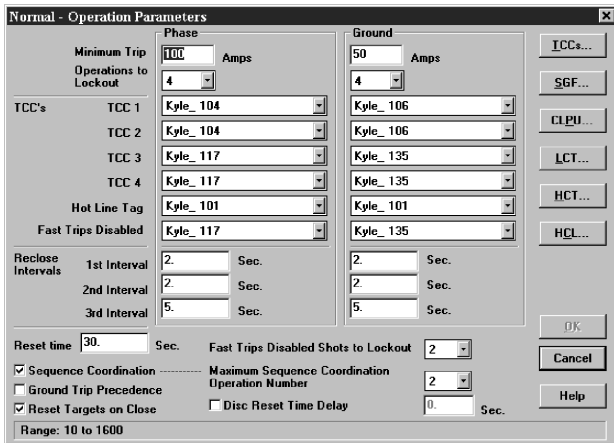 Normal - Operation Parameters
Phase Ground
Minimum Trip 100 Amps 50 Amps
Operations to Lockout 4 4
TCC's TCC 1 Kyle_ 104 Kyle_ 106
TCC 2 Kyle_ 104 Kyle_ 106
TCC 3 Kyle_ 117 Kyle_ 135
TCC 4 Kyle_ 117 Kyle_ 135
Hot Line Tag Kyle_ 101 Kyle_ 101
Fast Trips Disabled Kyle_ 117 Kyle_ 135
Reclose Intervals
1st Interval 2. Sec. 2. Sec.
2nd Interval 2. Sec. 2. Sec.
3rd Interval 5. Sec. 5. Sec.
Reset time 30. Sec. Fast Trips Disabled Shots to Lockout 2
Sequence Coordination ---------- Maximum Sequence Coordination Operation Number 2
Ground Trip Precedence
Reset Targets on Close Disc Reset Time Delay 0. Sec.
Range: 10 to 1600
TCCs...
SGF...
CLPU...
LCT...
HCT...
HCL...
OK
Cancel
Help